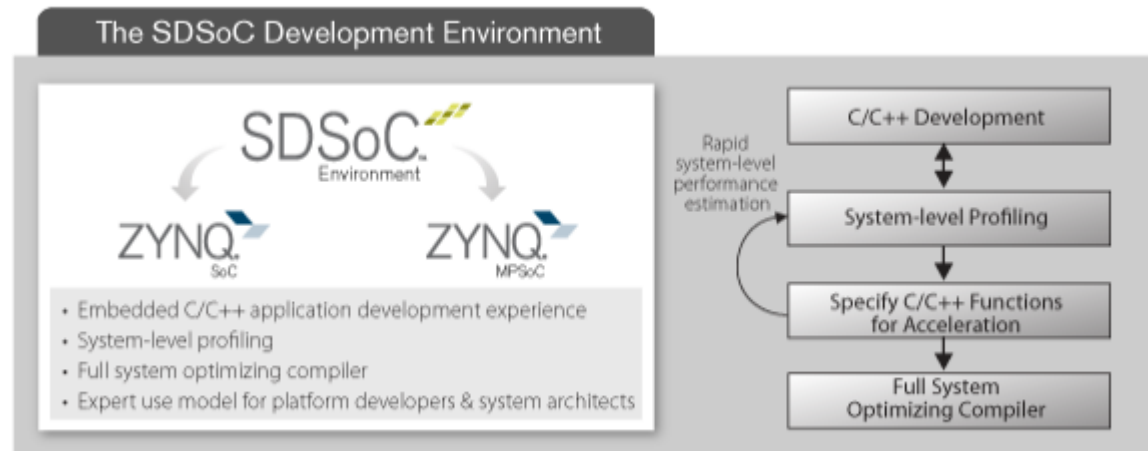 The SDSoC Development Environment
SDSoC™
Environment
ZYNQ®
SoC
ZYNQ®
MPSoC
• Embedded C/C++ application development experience
• System-level profiling
• Full system optimizing compiler
• Expert use model for platform developers & system architects
C/C++ Development
Rapid
system-level
performance
estimation
System-level Profiling
Specify C/C++ Functions
for Acceleration
Full System
Optimizing Compiler